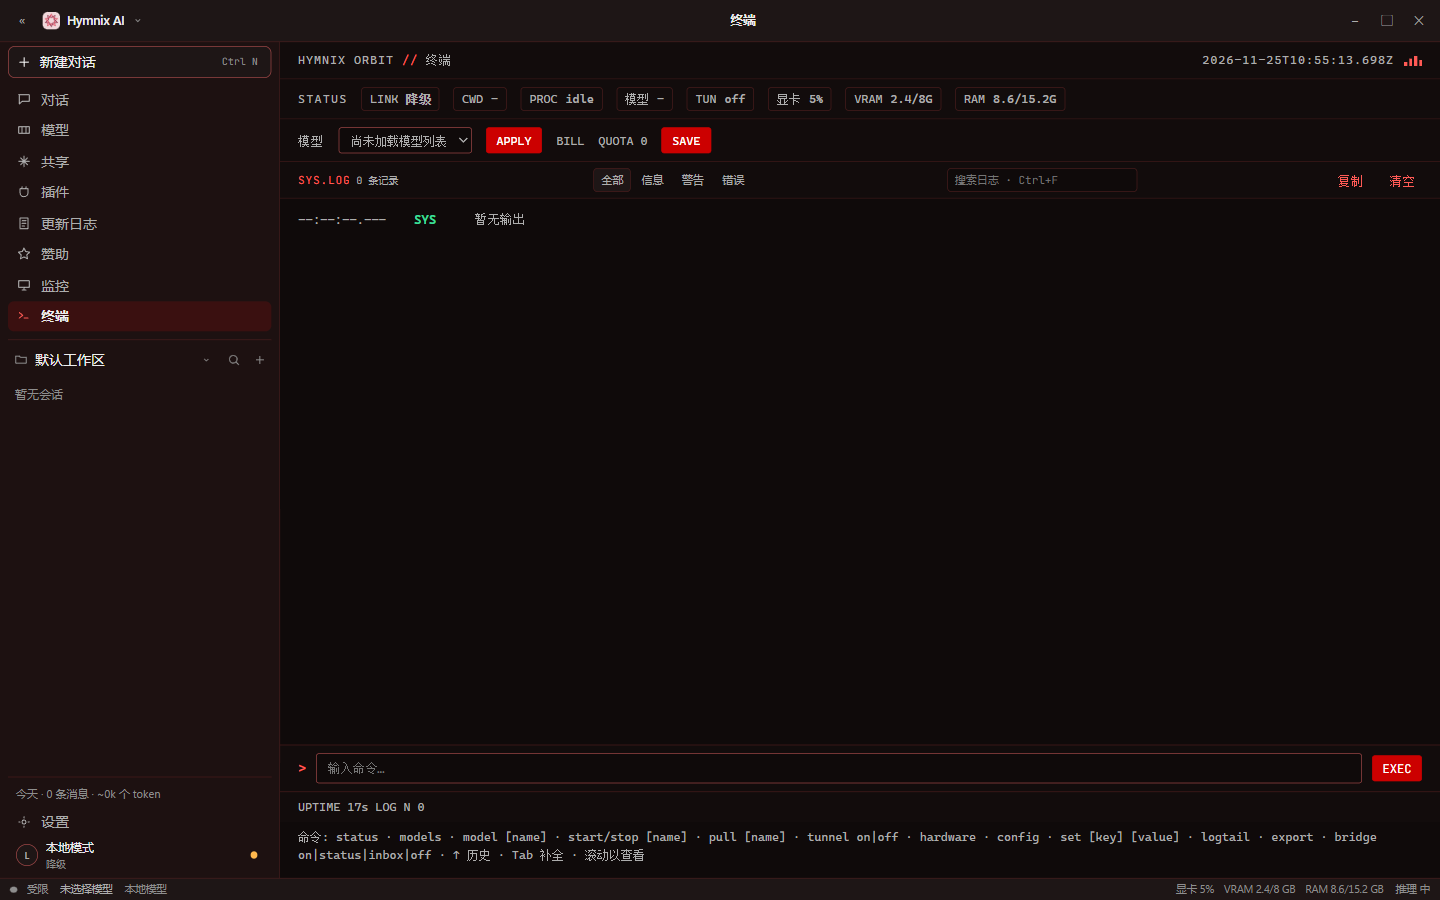 « Hymnix AI 终端
+ 新建对话 Ctrl N
对话
模型
共享
插件
更新日志
赞助
监控
终端
默认工作区
暂无会话
今天 · 0 条消息 · ~0k 个 token
设置
L 本地模式
降级
HYMNIX ORBIT // 终端 2026-11-25T10:55:13.698Z
STATUS LINK 降级 CWD — PROC idle 模型 — TUN off 显卡 5% VRAM 2.4/8G RAM 8.6/15.2G
模型 尚未加载模型列表 APPLY BILL QUOTA 0 SAVE
SYS.LOG 0 条记录 全部 信息 警告 错误 搜索日志 · Ctrl+F 复制 清空
--:--:--.--- SYS 暂无输出
> 输入命令… EXEC
UPTIME 17s LOG N 0
命令: status · models · model [name] · start/stop [name] · pull [name] · tunnel on|off · hardware · config · set [key] [value] · logtail · export · bridge
on|status|inbox|off · ↑ 历史 · Tab 补全 · 滚动以查看
受限 未选择模型 本地模型 显卡 5% VRAM 2.4/8 GB RAM 8.6/15.2 GB 推理 中